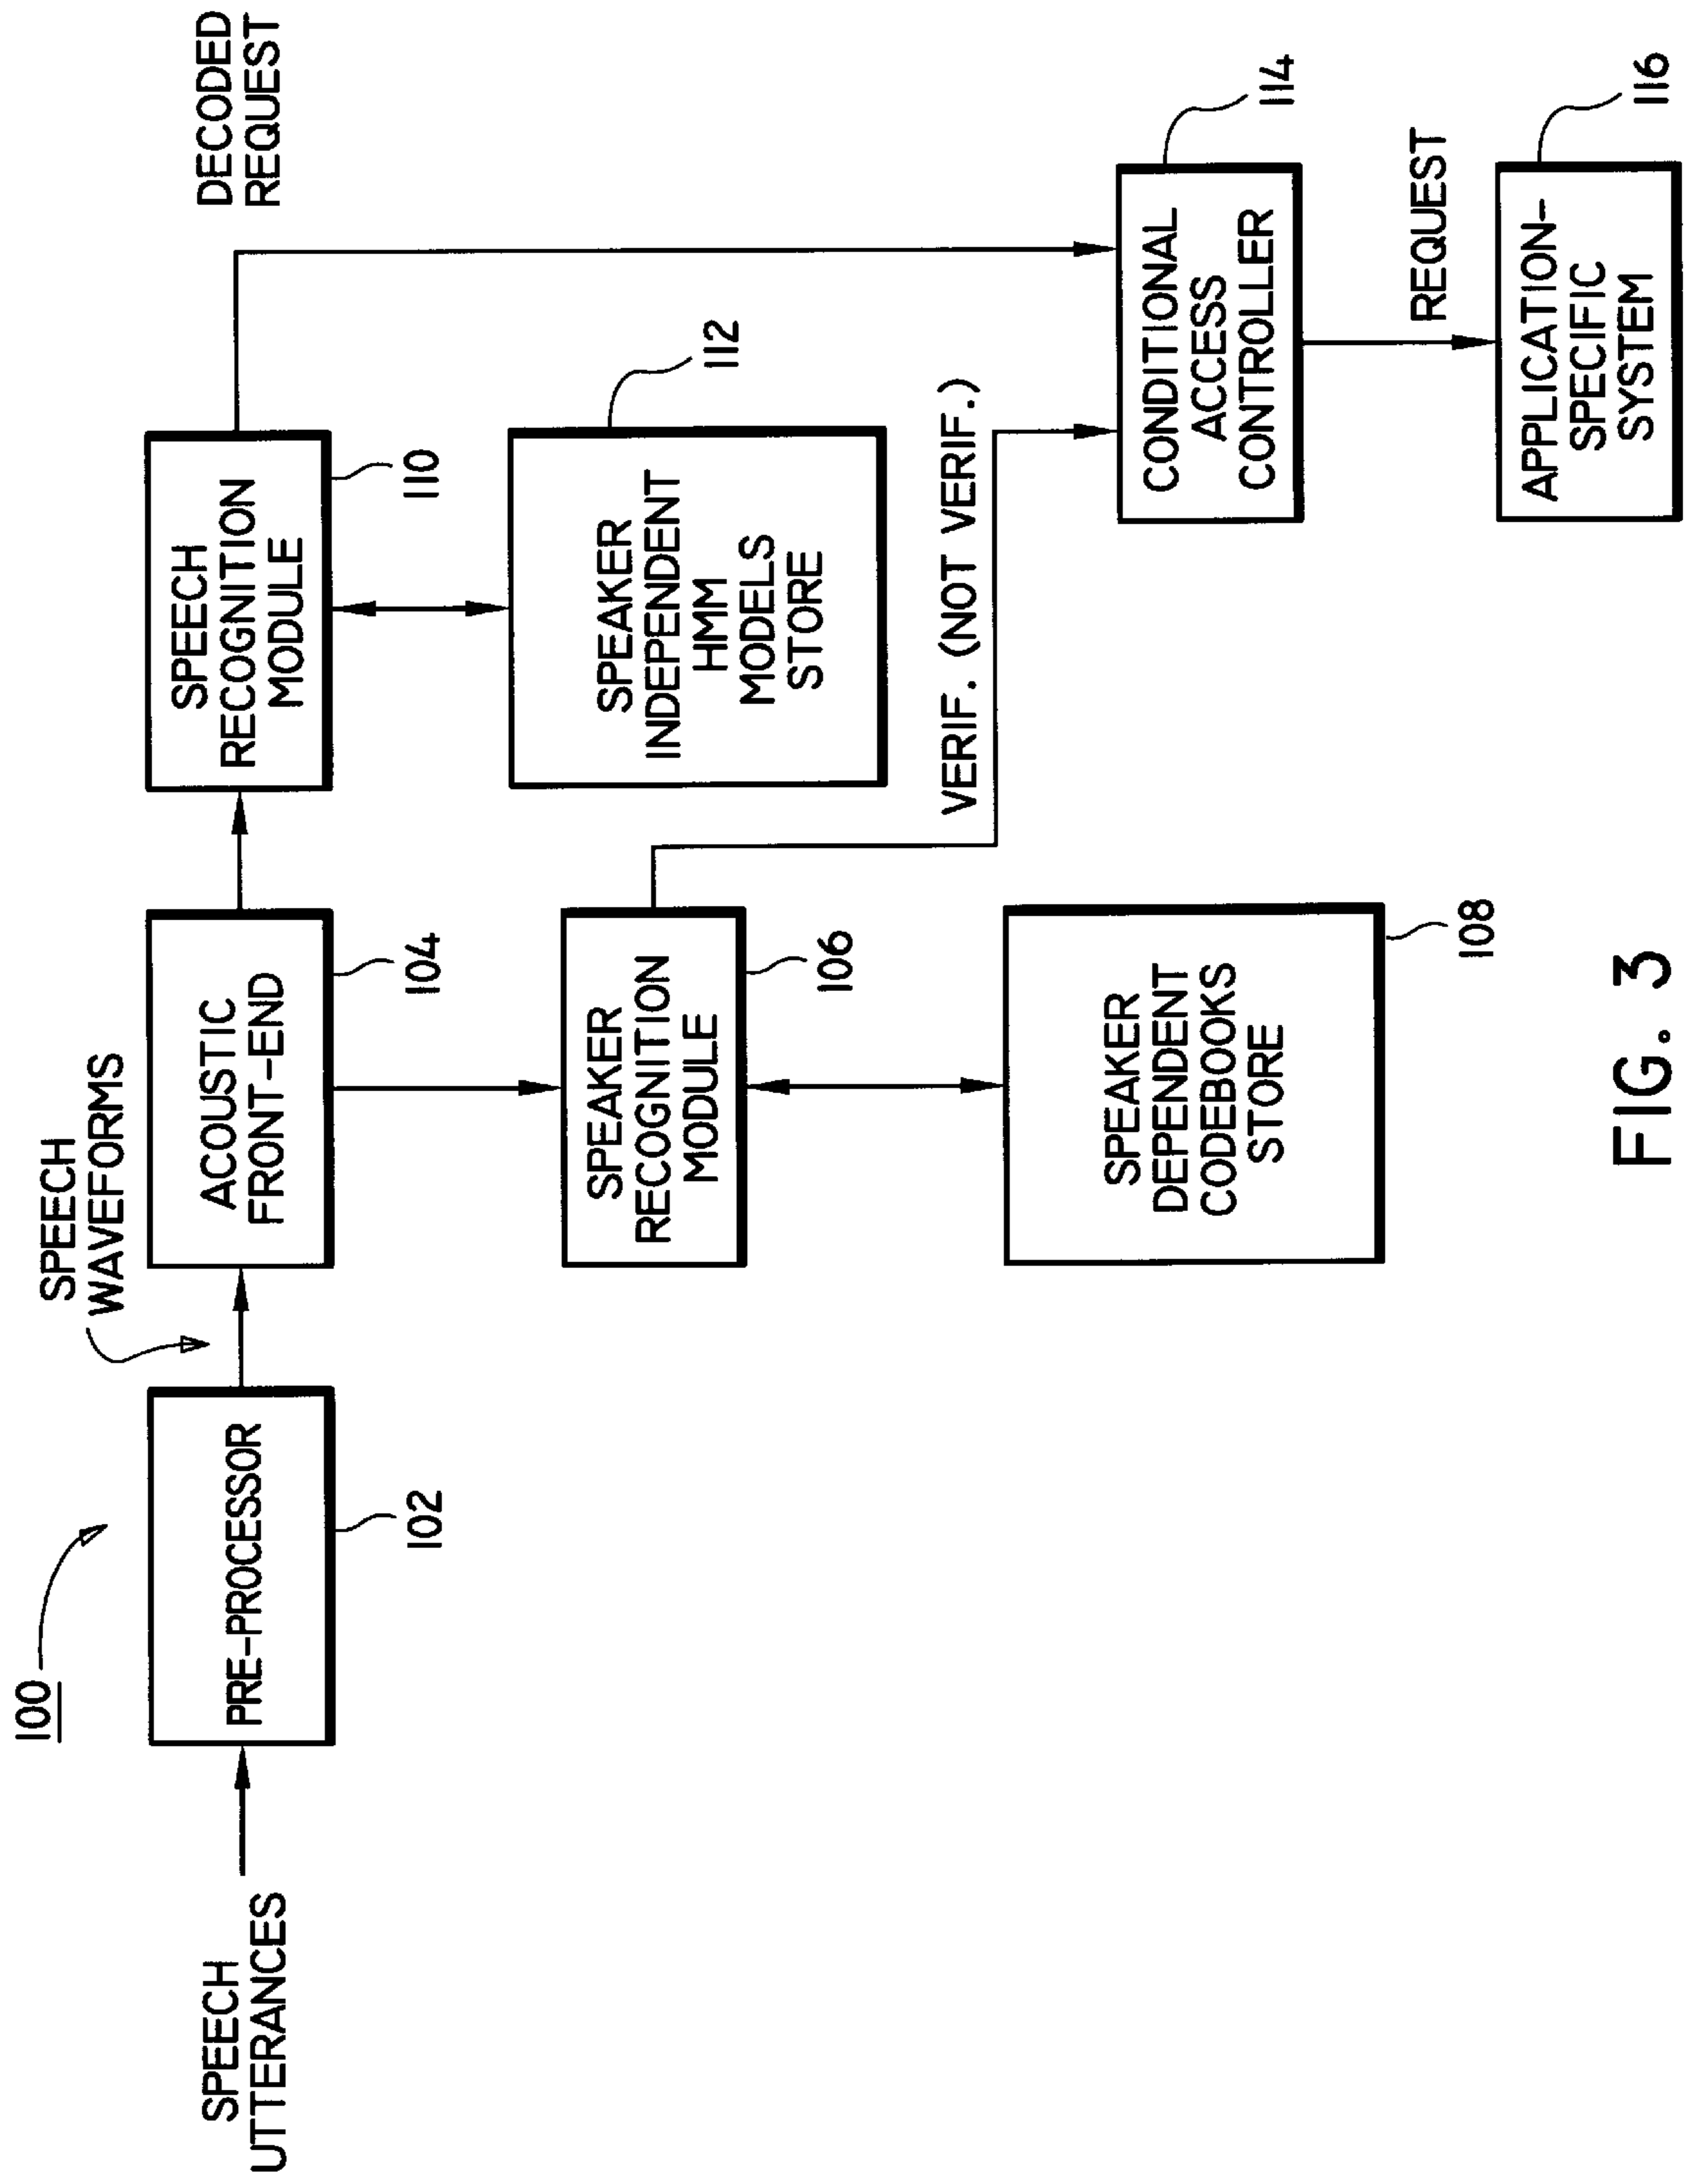 100
SPEECH
UTTERANCES
PRE-PROCESSOR
102
SPEECH
WAVEFORMS
ACOUSTIC
FRONT-END
104
SPEECH
RECOGNITION
MODULE
110
DECODED
REQUEST
SPEAKER
RECOGNITION
MODULE
106
SPEAKER
INDEPENDENT
HMM
MODELS
STORE
112
VERIF. (NOT VERIF.)
SPEAKER
DEPENDENT
CODEBOOKS
STORE
108
CONDITIONAL
ACCESS
CONTROLLER
114
REQUEST
APPLICATION-
SPECIFIC
SYSTEM
116
FIG. 3